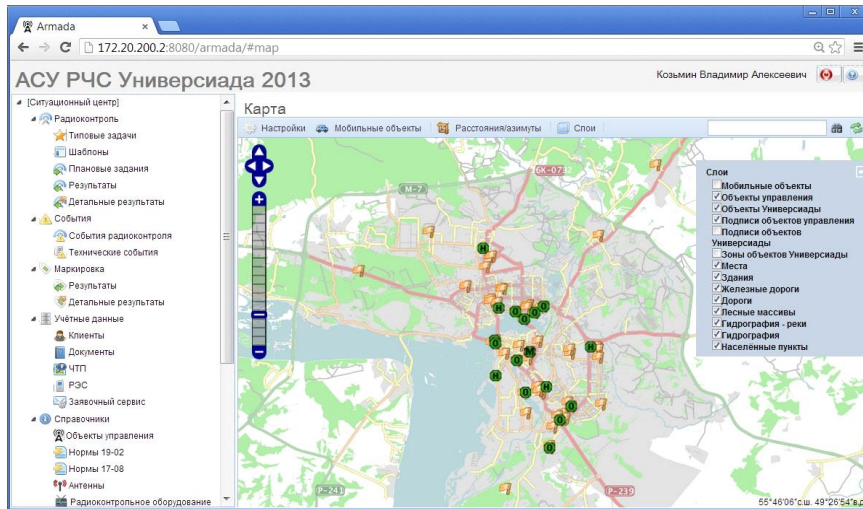 Armada
172.20.200.2:8080/armada/#map
АСУ РЧС Универсиада 2013
Козьмин Владимир Алексеевич
[Ситуационный центр]
Радиоконтроль
Типовые задачи
Шаблоны
Плановые задания
Результаты
Детальные результаты
События
События радиоконтроля
Технические события
Маркировка
Результаты
Детальные результаты
Учётные данные
Клиенты
Документы
ЧТП
РЭС
Заявочный сервис
Справочники
Объекты управления
Нормы 19-02
Нормы 17-08
Антенны
Радиоконтрольное оборудование
Карта
Настройки Мобильные объекты Расстояния/азимуты Слои
6К-0732
М-7
Н
Н О О О О
О О М Н
Н О Н
О О
О
Р-241 Р-239
Слои
Мобильные объекты
Объекты управления
Объекты Универсиады
Подписи объектов управления
Подписи объектов
Универсиады
Зоны объектов Универсиады
Места
Здания
Железные дороги
Дороги
Лесные массивы
Гидрография - реки
Гидрография
Населённые пункты
55°46'06"с.ш. 49°26'54"в.д